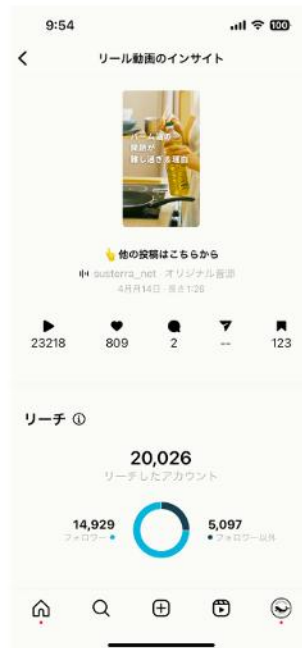 9:54
100
リール動画のインサイト
パーム油の
保続が
難し過ぎる理由
👆他の投稿はこちらから
susterra_net・オリジナル音源
4月14日・長さ1:26
23218
809
2
--
123
リーチ
20,026
リーチしたアカウント
14,929
フォロワー
5,097
フォロワー以外